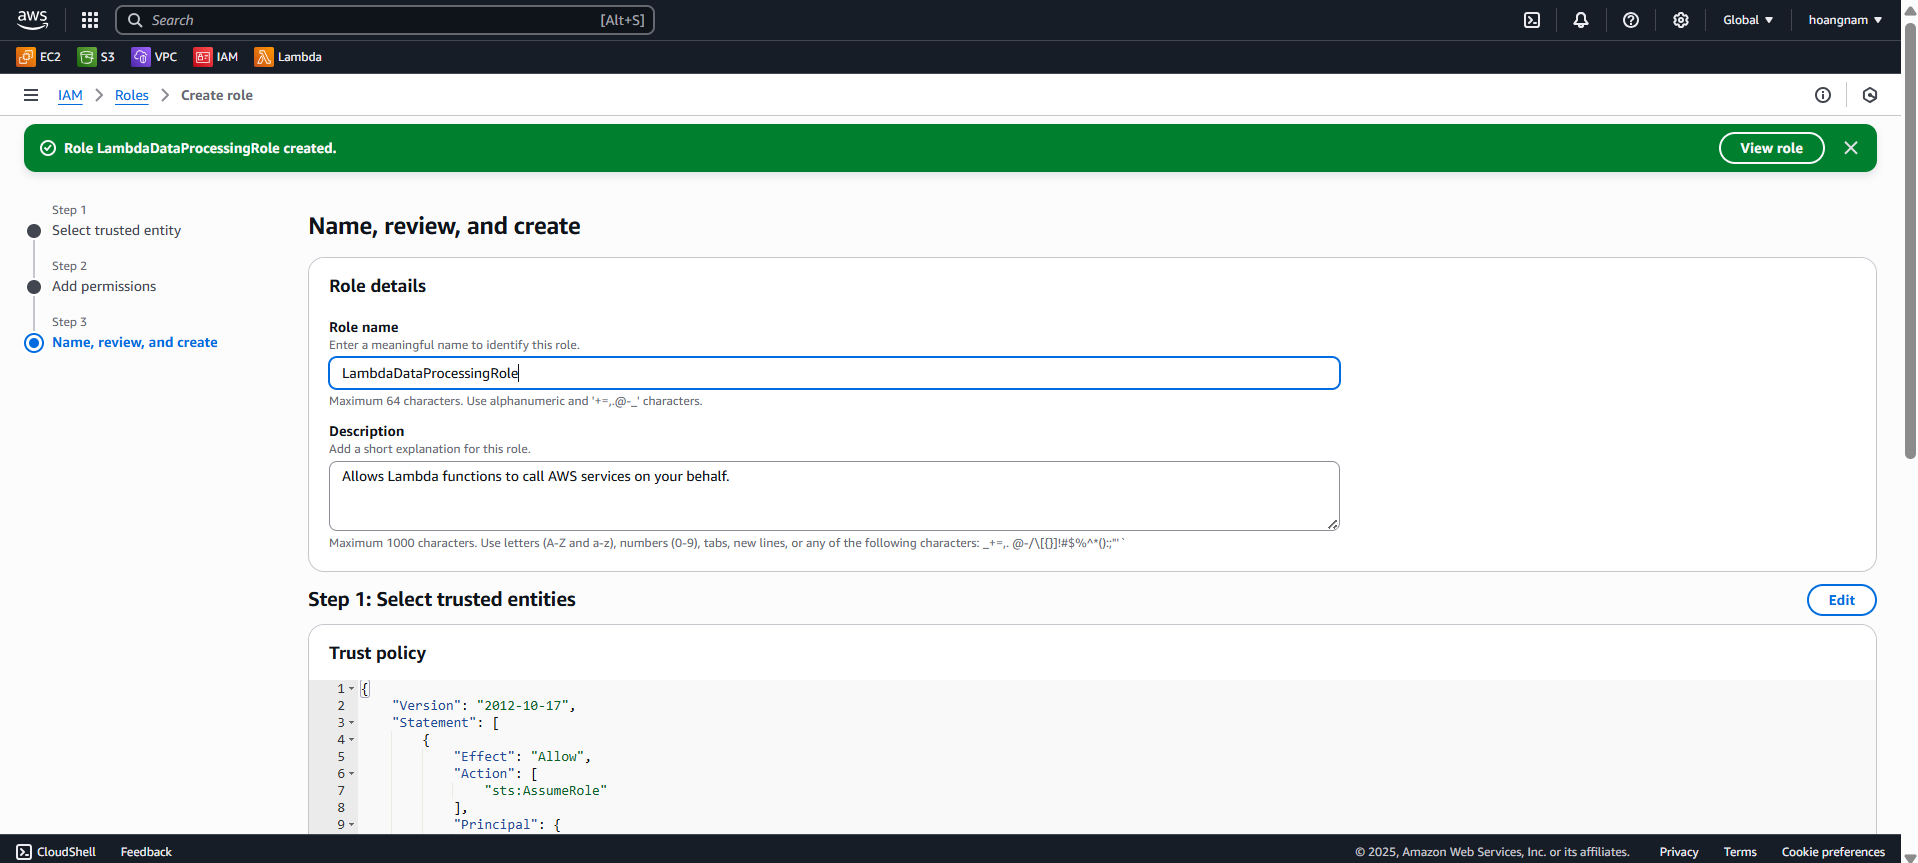 aws
Search [Alt+S]
Global ▼
hoangnam ▼
EC2 S3 VPC IAM Lambda
IAM > Roles > Create role
Role LambdaDataProcessingRole created.
View role
Step 1
Select trusted entity
Step 2
Add permissions
Step 3
Name, review, and create
Name, review, and create
Role details
Role name
Enter a meaningful name to identify this role.
LambdaDataProcessingRole
Maximum 64 characters. Use alphanumeric and '+=,.@-_' characters.
Description
Add a short explanation for this role.
Allows Lambda functions to call AWS services on your behalf.
Maximum 1000 characters. Use letters (A-Z and a-z), numbers (0-9), tabs, new lines, or any of the following characters: _+=,. @-/\[{}]!#$%^*();:"'`
Step 1: Select trusted entities
Edit
Trust policy
1 {
2 "Version": "2012-10-17",
3 "Statement": [
4 {
5 "Effect": "Allow",
6 "Action": [
7 "sts:AssumeRole"
8 ],
9 "Principal": {
CloudShell Feedback
© 2025, Amazon Web Services, Inc. or its affiliates. Privacy Terms Cookie preferences